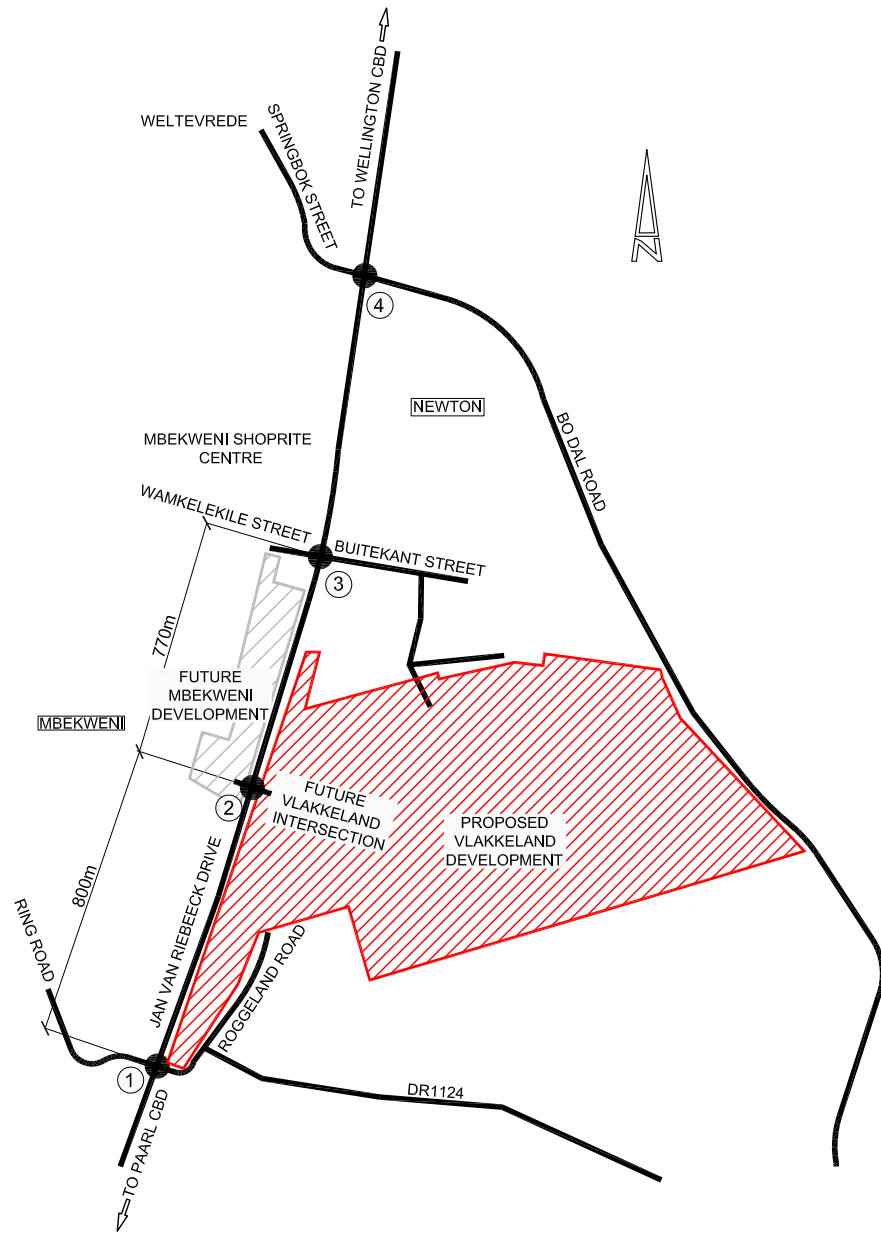 TO WELLINGTON CBD
WELTEVREDE
SPRINGBOK STREET
N
4
NEWTON
BO DAL ROAD
MBEKWENI SHOPRITE
CENTRE
WAMKELEKILE STREET
BUITEKANT STREET
3
770m
FUTURE
MBEKWENI
DEVELOPMENT
MBEKWENI
2
FUTURE
VLAKKELAND
INTERSECTION
PROPOSED
VLAKKELAND
DEVELOPMENT
800m
JAN VAN RIEBEECK DRIVE
RING ROAD
ROGGELAND ROAD
1
DR1124
TO PAARL CBD